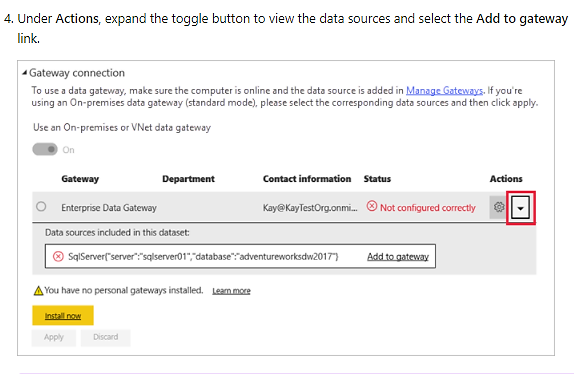 4. Under Actions, expand the toggle button to view the data sources and select the Add to gateway
link.
Gateway connection
To use a data gateway, make sure the computer is online and the data source is added in Manage Gateways. If you're
using an On-premises data gateway (standard mode), please select the corresponding data sources and then click apply.
Use an On-premises or VNet data gateway
On
Gateway Department Contact information Status Actions
Enterprise Data Gateway Kay@KayTestOrg.onmi... Not configured correctly
Data sources included in this dataset:
SqlServer{"server":"sqlserver01","database":"adventureworksdw2017"} Add to gateway
You have no personal gateways installed. Learn more
Install now
Apply Discard